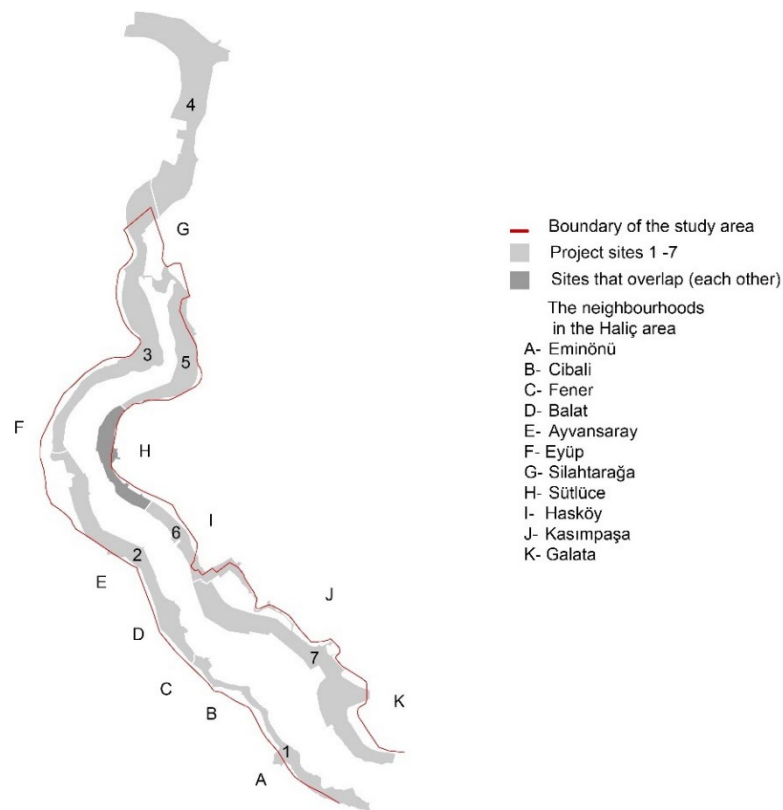 4
G
3
5
F
H
I
6
2
E
J
D
7
C
B
K
1
A
Boundary of the study area
Project sites 1 -7
Sites that overlap (each other)
The neighbourhoods
in the Haliç area
A- Eminönü
B- Cibali
C- Fener
D- Balat
E- Ayvansaray
F- Eyüp
G- Silahtarağa
H- Sütlüce
I- Hasköy
J- Kasımpaşa
K- Galata